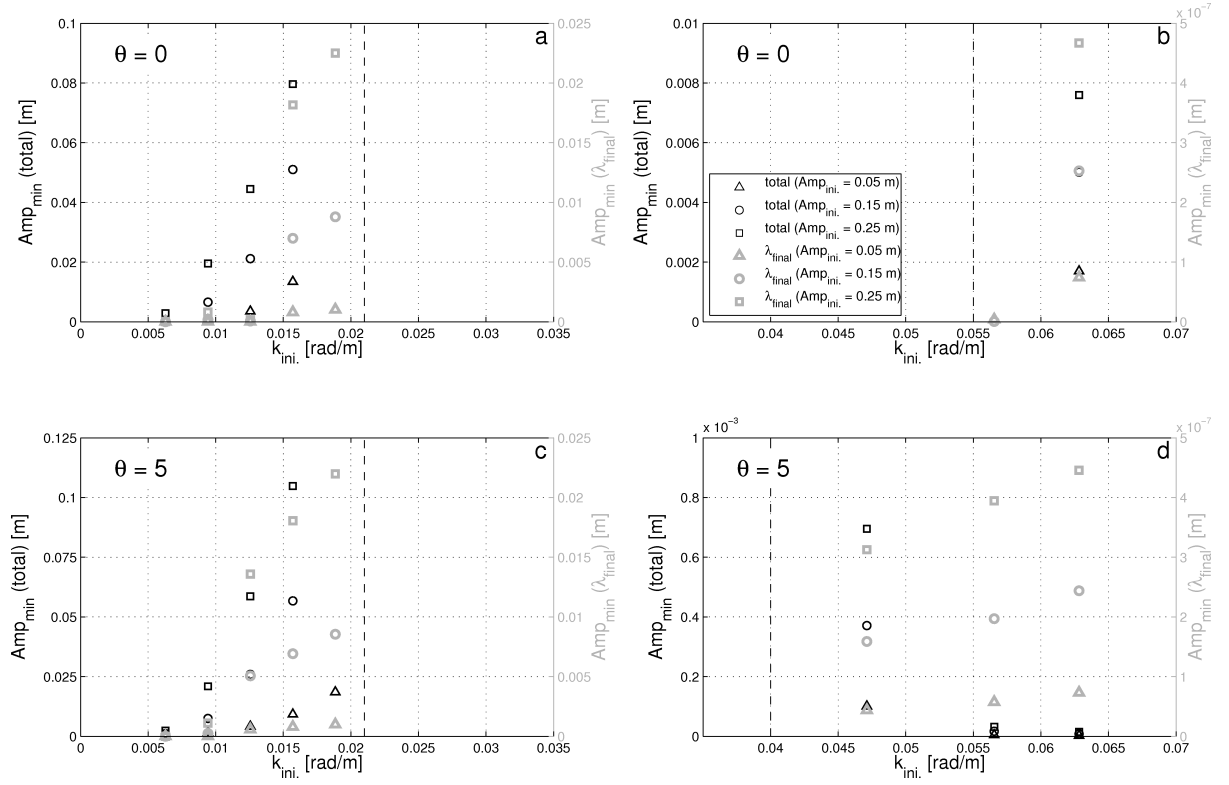 a
θ = 0
Amp_min (total) [m]
0.1
0.08
0.06
0.04
0.02
0
0.025
0.02
0.015
0.01
0.005
0
Amp_min (λ_final) [m]
0 0.005 0.01 0.015 0.02 0.025 0.03 0.035
k_ini. [rad/m]
b
θ = 0
x 10^-7
Amp_min (total) [m]
0.01
0.008
0.006
0.004
0.002
0
total (Amp_ini. = 0.05 m)
total (Amp_ini. = 0.15 m)
total (Amp_ini. = 0.25 m)
λ_final (Amp_ini. = 0.05 m)
λ_final (Amp_ini. = 0.15 m)
λ_final (Amp_ini. = 0.25 m)
5
4
3
2
1
0
Amp_min (λ_final) [m]
0.04 0.045 0.05 0.055 0.06 0.065 0.07
k_ini. [rad/m]
c
θ = 5
Amp_min (total) [m]
0.125
0.1
0.075
0.05
0.025
0
0.025
0.02
0.015
0.01
0.005
0
Amp_min (λ_final) [m]
0 0.005 0.01 0.015 0.02 0.025 0.03 0.035
k_ini. [rad/m]
d
x 10^-3
θ = 5
x 10^-7
Amp_min (total) [m]
1
0.8
0.6
0.4
0.2
0
5
4
3
2
1
0
Amp_min (λ_final) [m]
0.04 0.045 0.05 0.055 0.06 0.065 0.07
k_ini. [rad/m]